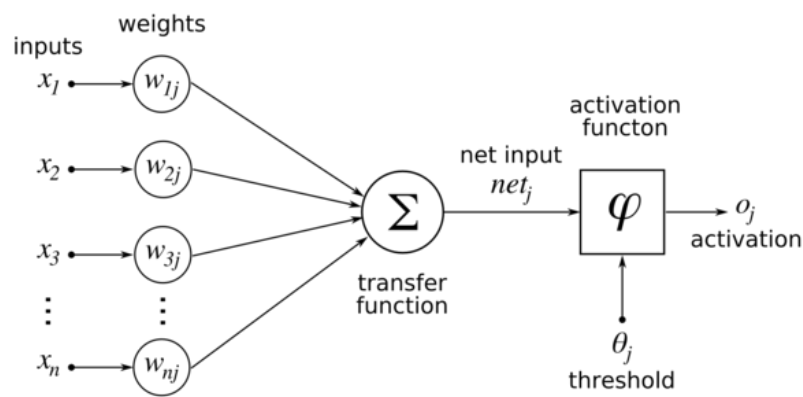 inputs
weights
x1
w1j
x2
w2j
x3
w3j
⋮ ⋮
xn
wnj
Σ
transfer
function
net input
netj
activation
functon
φ
oj
activation
θj
threshold